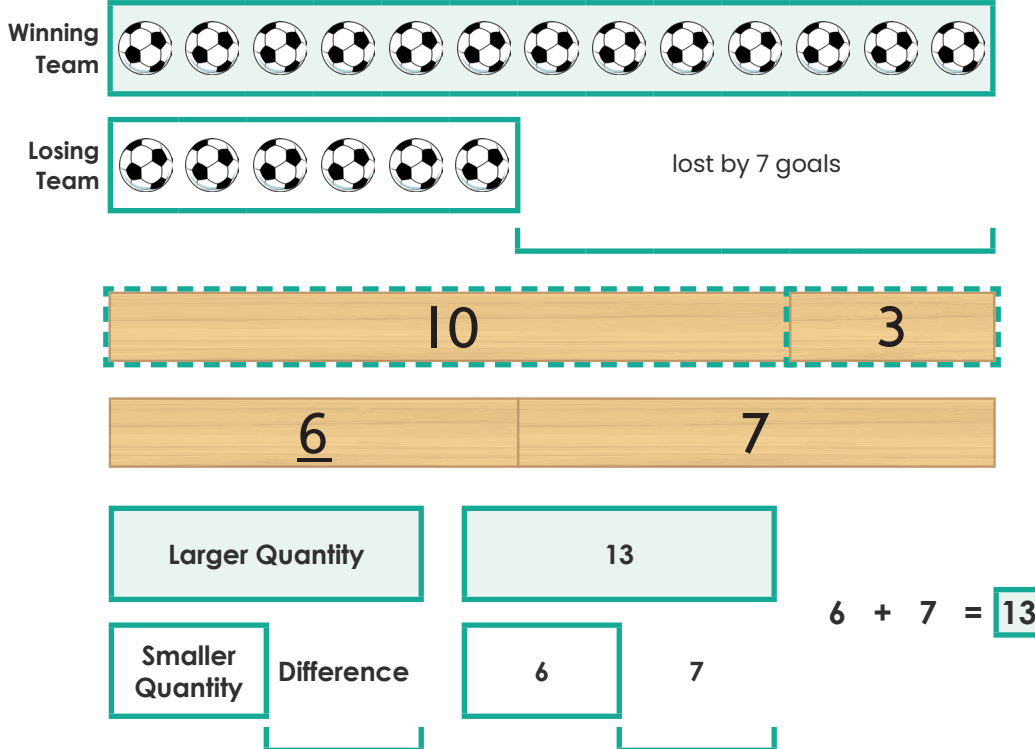 Winning
Team
Losing
Team
lost by 7 goals
10 3
6 7
Larger Quantity 13
6 + 7 = 13
Smaller
Quantity
Difference 6 7